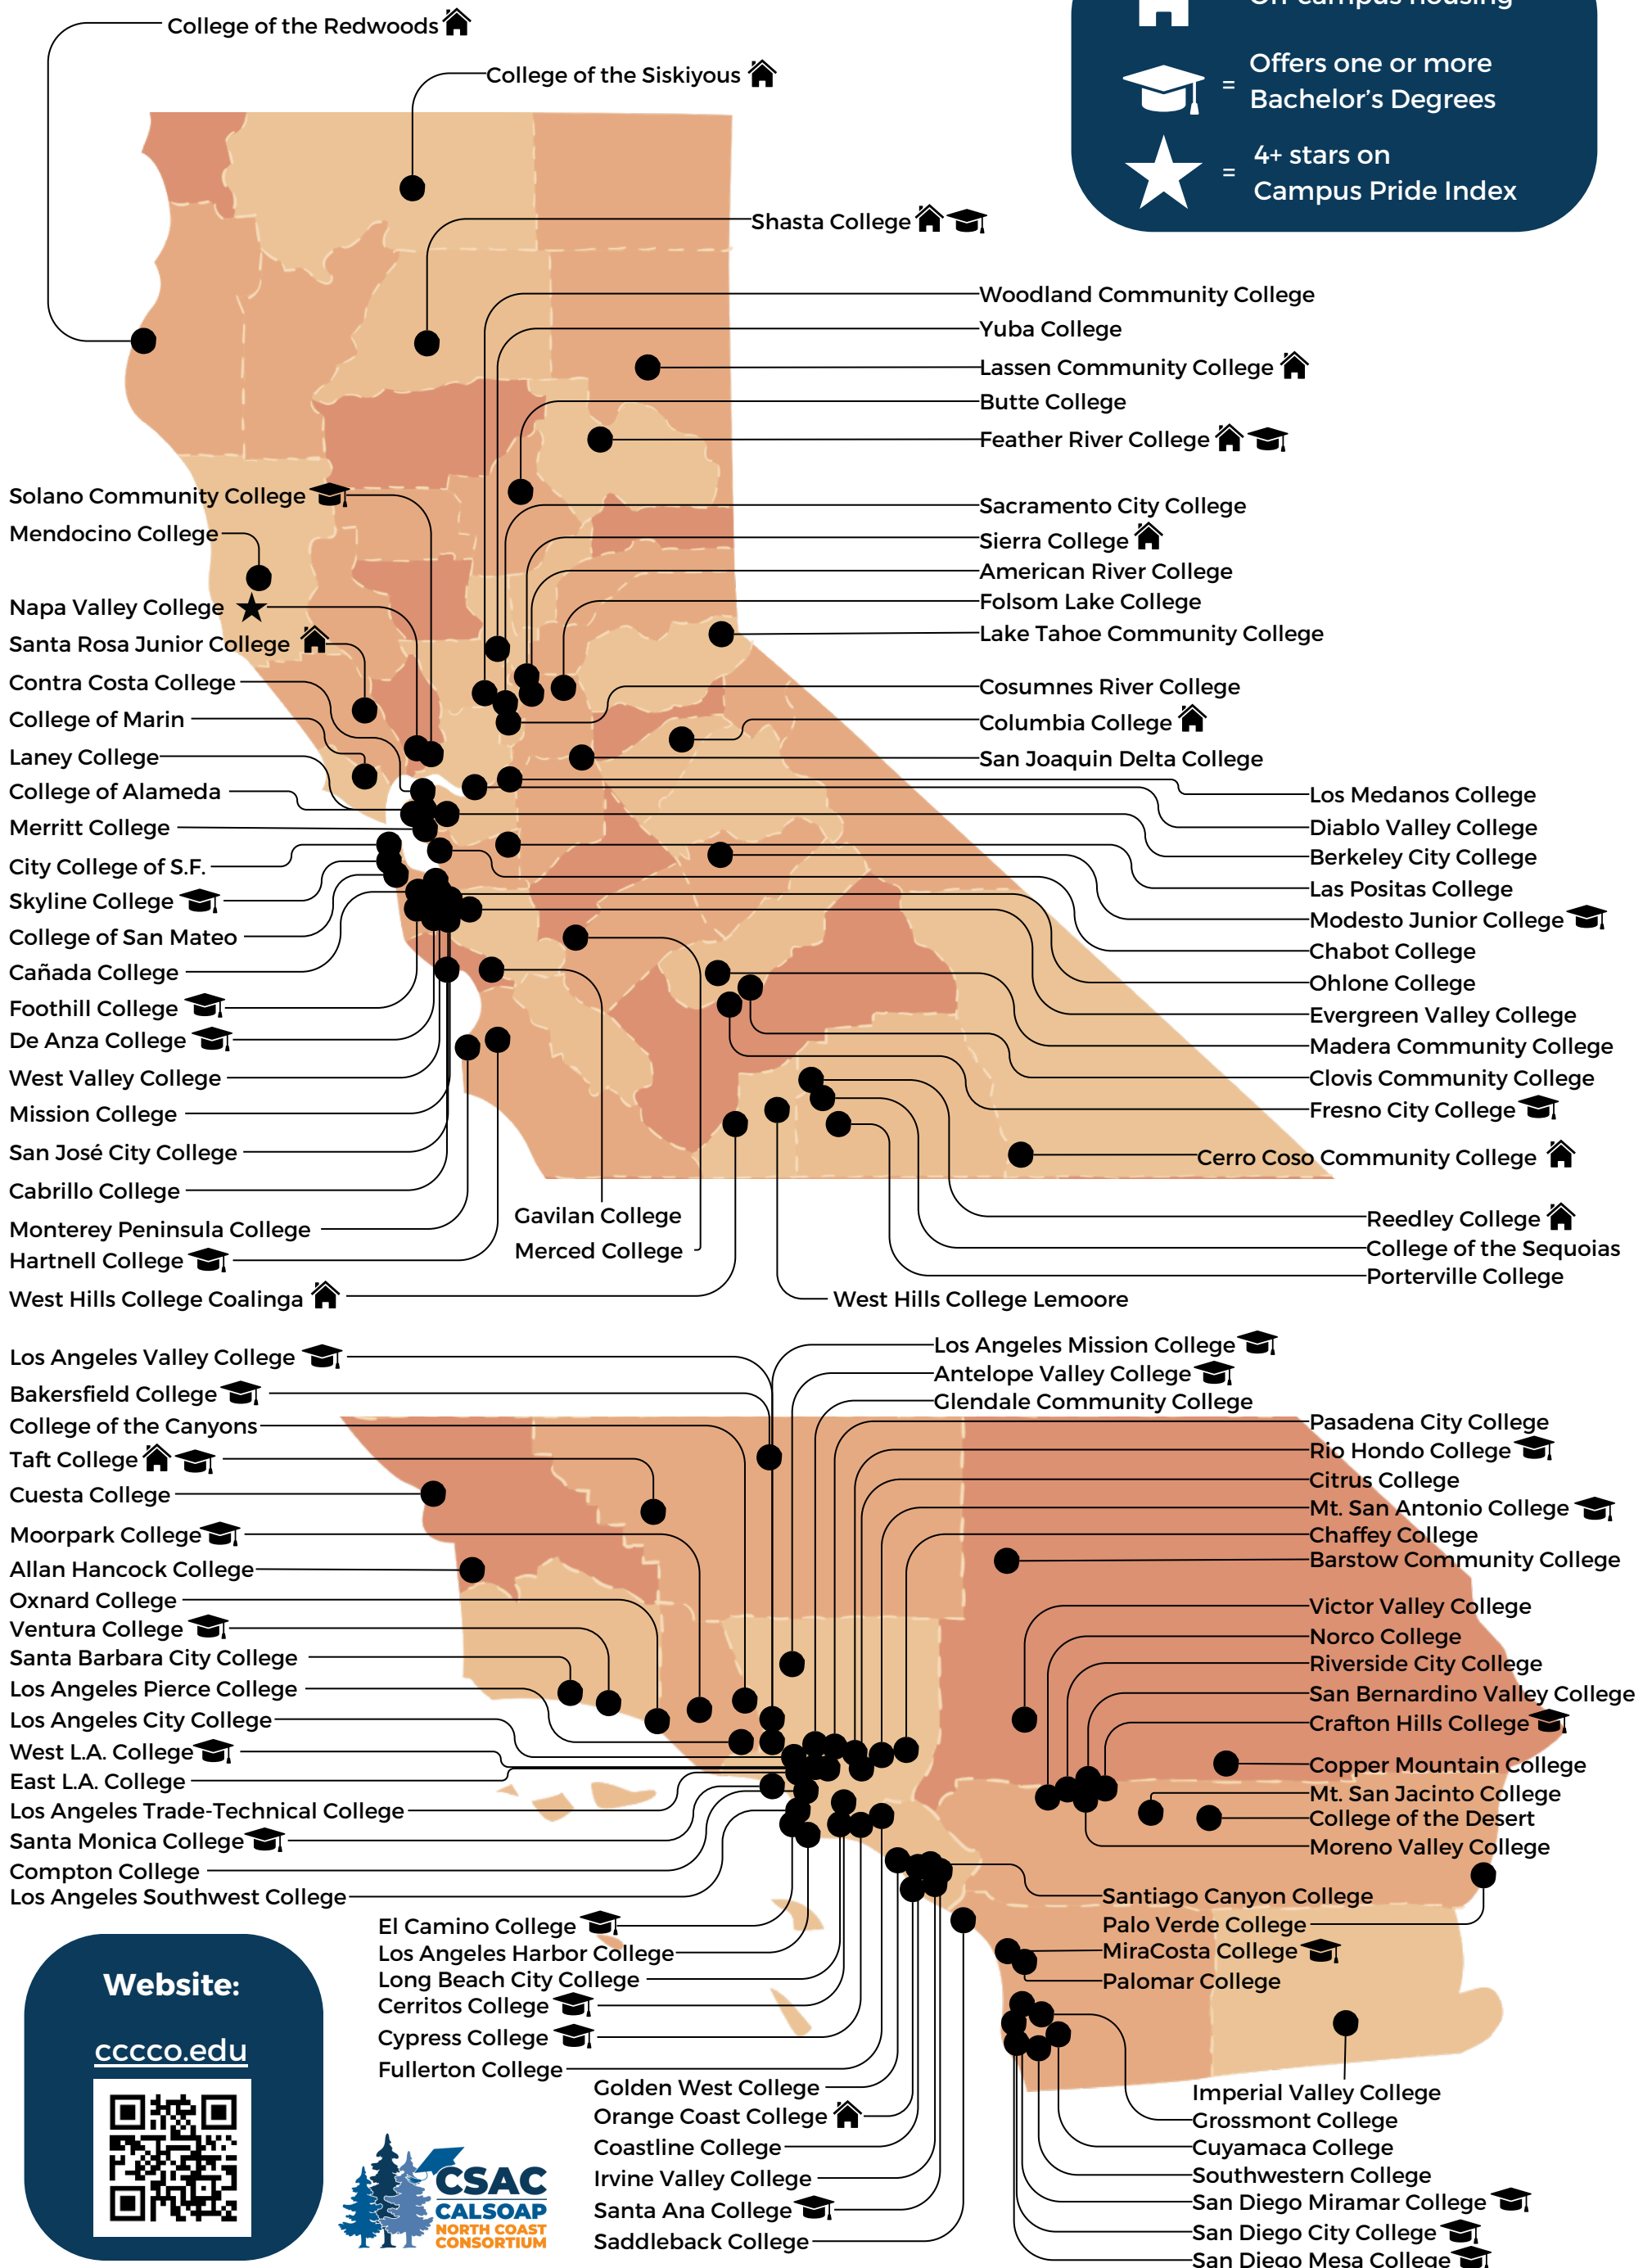 College of the Redwoods
College of the Siskiyous
= Offers one or more
Bachelor's Degrees
= 4+ stars on
Campus Pride Index
Shasta College
Woodland Community College
Yuba College
Lassen Community College
Butte College
Feather River College
Solano Community College
Mendocino College
Napa Valley College
Santa Rosa Junior College
Contra Costa College
College of Marin
Laney College
College of Alameda
Merritt College
City College of S.F.
Skyline College
College of San Mateo
Cañada College
Foothill College
De Anza College
West Valley College
Mission College
San José City College
Cabrillo College
Monterey Peninsula College
Hartnell College
West Hills College Coalinga
Sacramento City College
Sierra College
American River College
Folsom Lake College
Lake Tahoe Community College
Cosumnes River College
Columbia College
San Joaquin Delta College
Los Medanos College
Diablo Valley College
Berkeley City College
Las Positas College
Modesto Junior College
Chabot College
Ohlone College
Evergreen Valley College
Madera Community College
Clovis Community College
Fresno City College
Cerro Coso Community College
Gavilan College
Merced College
Reedley College
College of the Sequoias
Porterville College
West Hills College Lemoore
Los Angeles Valley College
Bakersfield College
College of the Canyons
Taft College
Cuesta College
Moorpark College
Allan Hancock College
Oxnard College
Ventura College
Santa Barbara City College
Los Angeles Pierce College
Los Angeles City College
West L.A. College
East L.A. College
Los Angeles Trade-Technical College
Santa Monica College
Compton College
Los Angeles Southwest College
Los Angeles Mission College
Antelope Valley College
Glendale Community College
Pasadena City College
Rio Hondo College
Citrus College
Mt. San Antonio College
Chaffey College
Barstow Community College
Victor Valley College
Norco College
Riverside City College
San Bernardino Valley College
Crafton Hills College
Copper Mountain College
Mt. San Jacinto College
College of the Desert
Moreno Valley College
Santiago Canyon College
Palo Verde College
MiraCosta College
Palomar College
El Camino College
Los Angeles Harbor College
Long Beach City College
Cerritos College
Cypress College
Fullerton College
Golden West College
Orange Coast College
Coastline College
Irvine Valley College
Santa Ana College
Saddleback College
Imperial Valley College
Grossmont College
Cuyamaca College
Southwestern College
San Diego Miramar College
San Diego City College
San Diego Mesa College
Website:
cccco.edu
CSAC
CALSOAP
NORTH COAST
CONSORTIUM